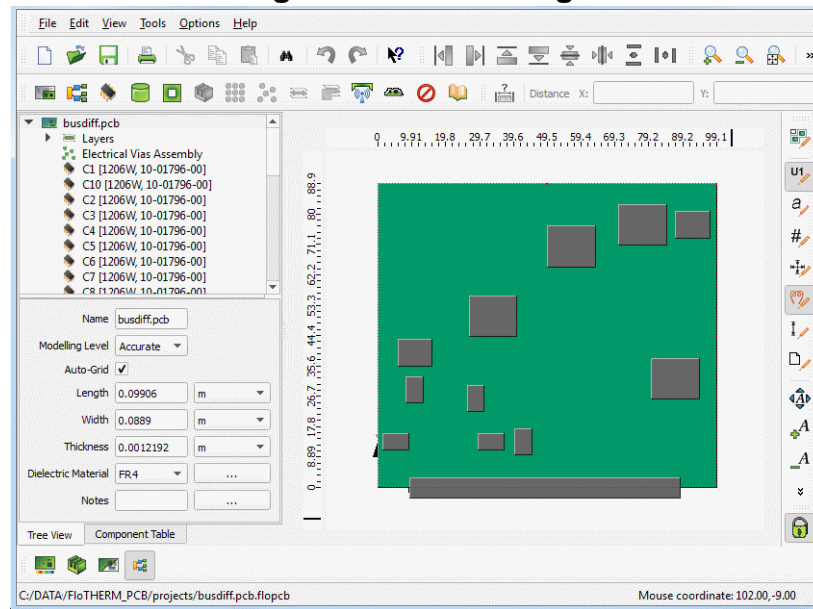 File Edit View Tools Options Help
Distance X: Y:
busdiff.pcb
Layers
Electrical Vias Assembly
C1 [1206W, 10-01796-00]
C10 [1206W, 10-01796-00]
C2 [1206W, 10-01796-00]
C3 [1206W, 10-01796-00]
C4 [1206W, 10-01796-00]
C5 [1206W, 10-01796-00]
C6 [1206W, 10-01796-00]
C7 [1206W, 10-01796-00]
C8 [1206W, 10-01796-00]
Name busdiff.pcb
Modelling Level Accurate
Auto-Grid
Length 0.09906 m
Width 0.0889 m
Thickness 0.0012192 m
Dielectric Material FR4 ...
Notes ...
Tree View Component Table
0 9.91 19.8 29.7 39.6 49.5 59.4 69.3 79.2 89.2 99.1
88.9
80
71.1
62.2
53.3
44.4
35.6
26.7
17.8
8.89
0
U1
a
#
I
A
A
A
C:/DATA/FloTHERM_PCB/projects/busdiff.pcb.flopcb Mouse coordinate: 102.00,-9.00